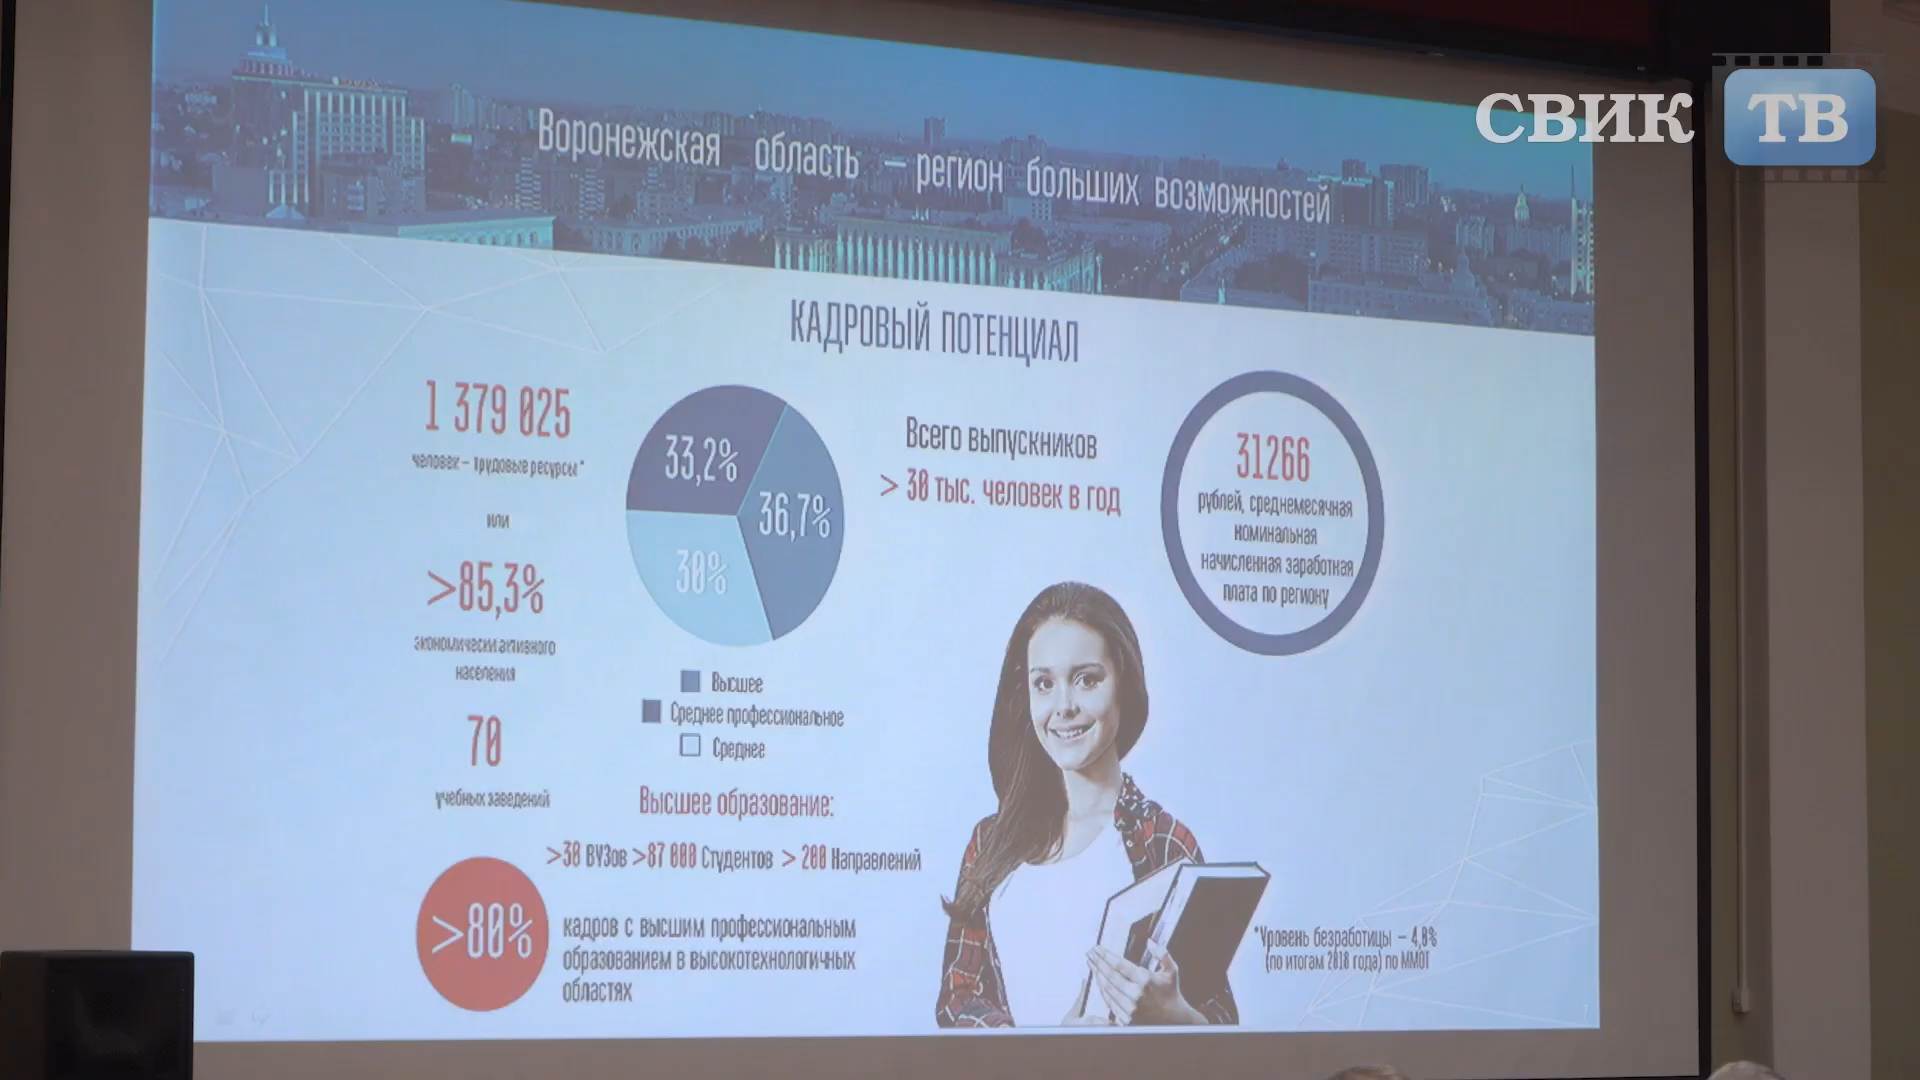 СВИК ТВ
Воронежская область – регион больших возможностей
КАДРОВЫЙ ПОТЕНЦИАЛ
1 379 025
человек – трудовые ресурсы*
или
>85,3%
экономически активного
населения
70
учебных заведений
33,2%
36,7%
30%
Высшее
Среднее профессиональное
Среднее
Всего выпускников
> 30 тыс. человек в год
31266
рублей, среднемесячная
номинальная
начисленная заработная
плата по региону
Высшее образование:
>30 ВУЗов >87 000 Студентов > 200 Направлений
>80%
кадров с высшим профессиональным
образованием в высокотехнологичных
областях
*Уровень безработицы – 4,0%
(по итогам 2018 года) по ММОТ
7